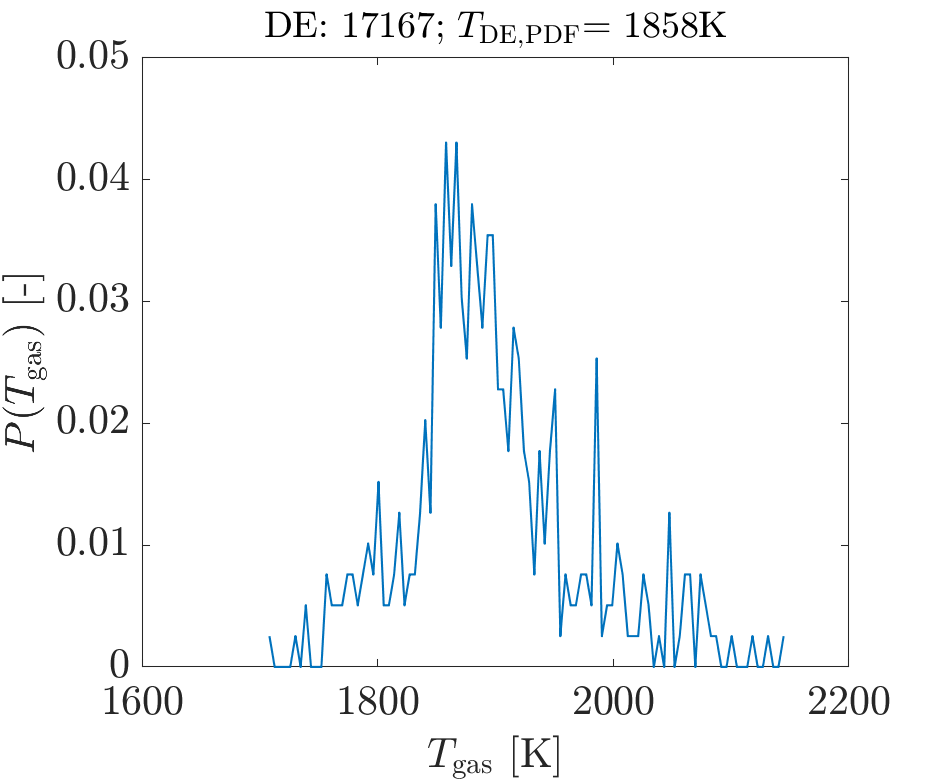 DE: 17167; T_DE,PDF= 1858K
0.05
0.04
0.03
0.02
0.01
0
P(T_gas) [-]
1600 1800 2000 2200
T_gas [K]